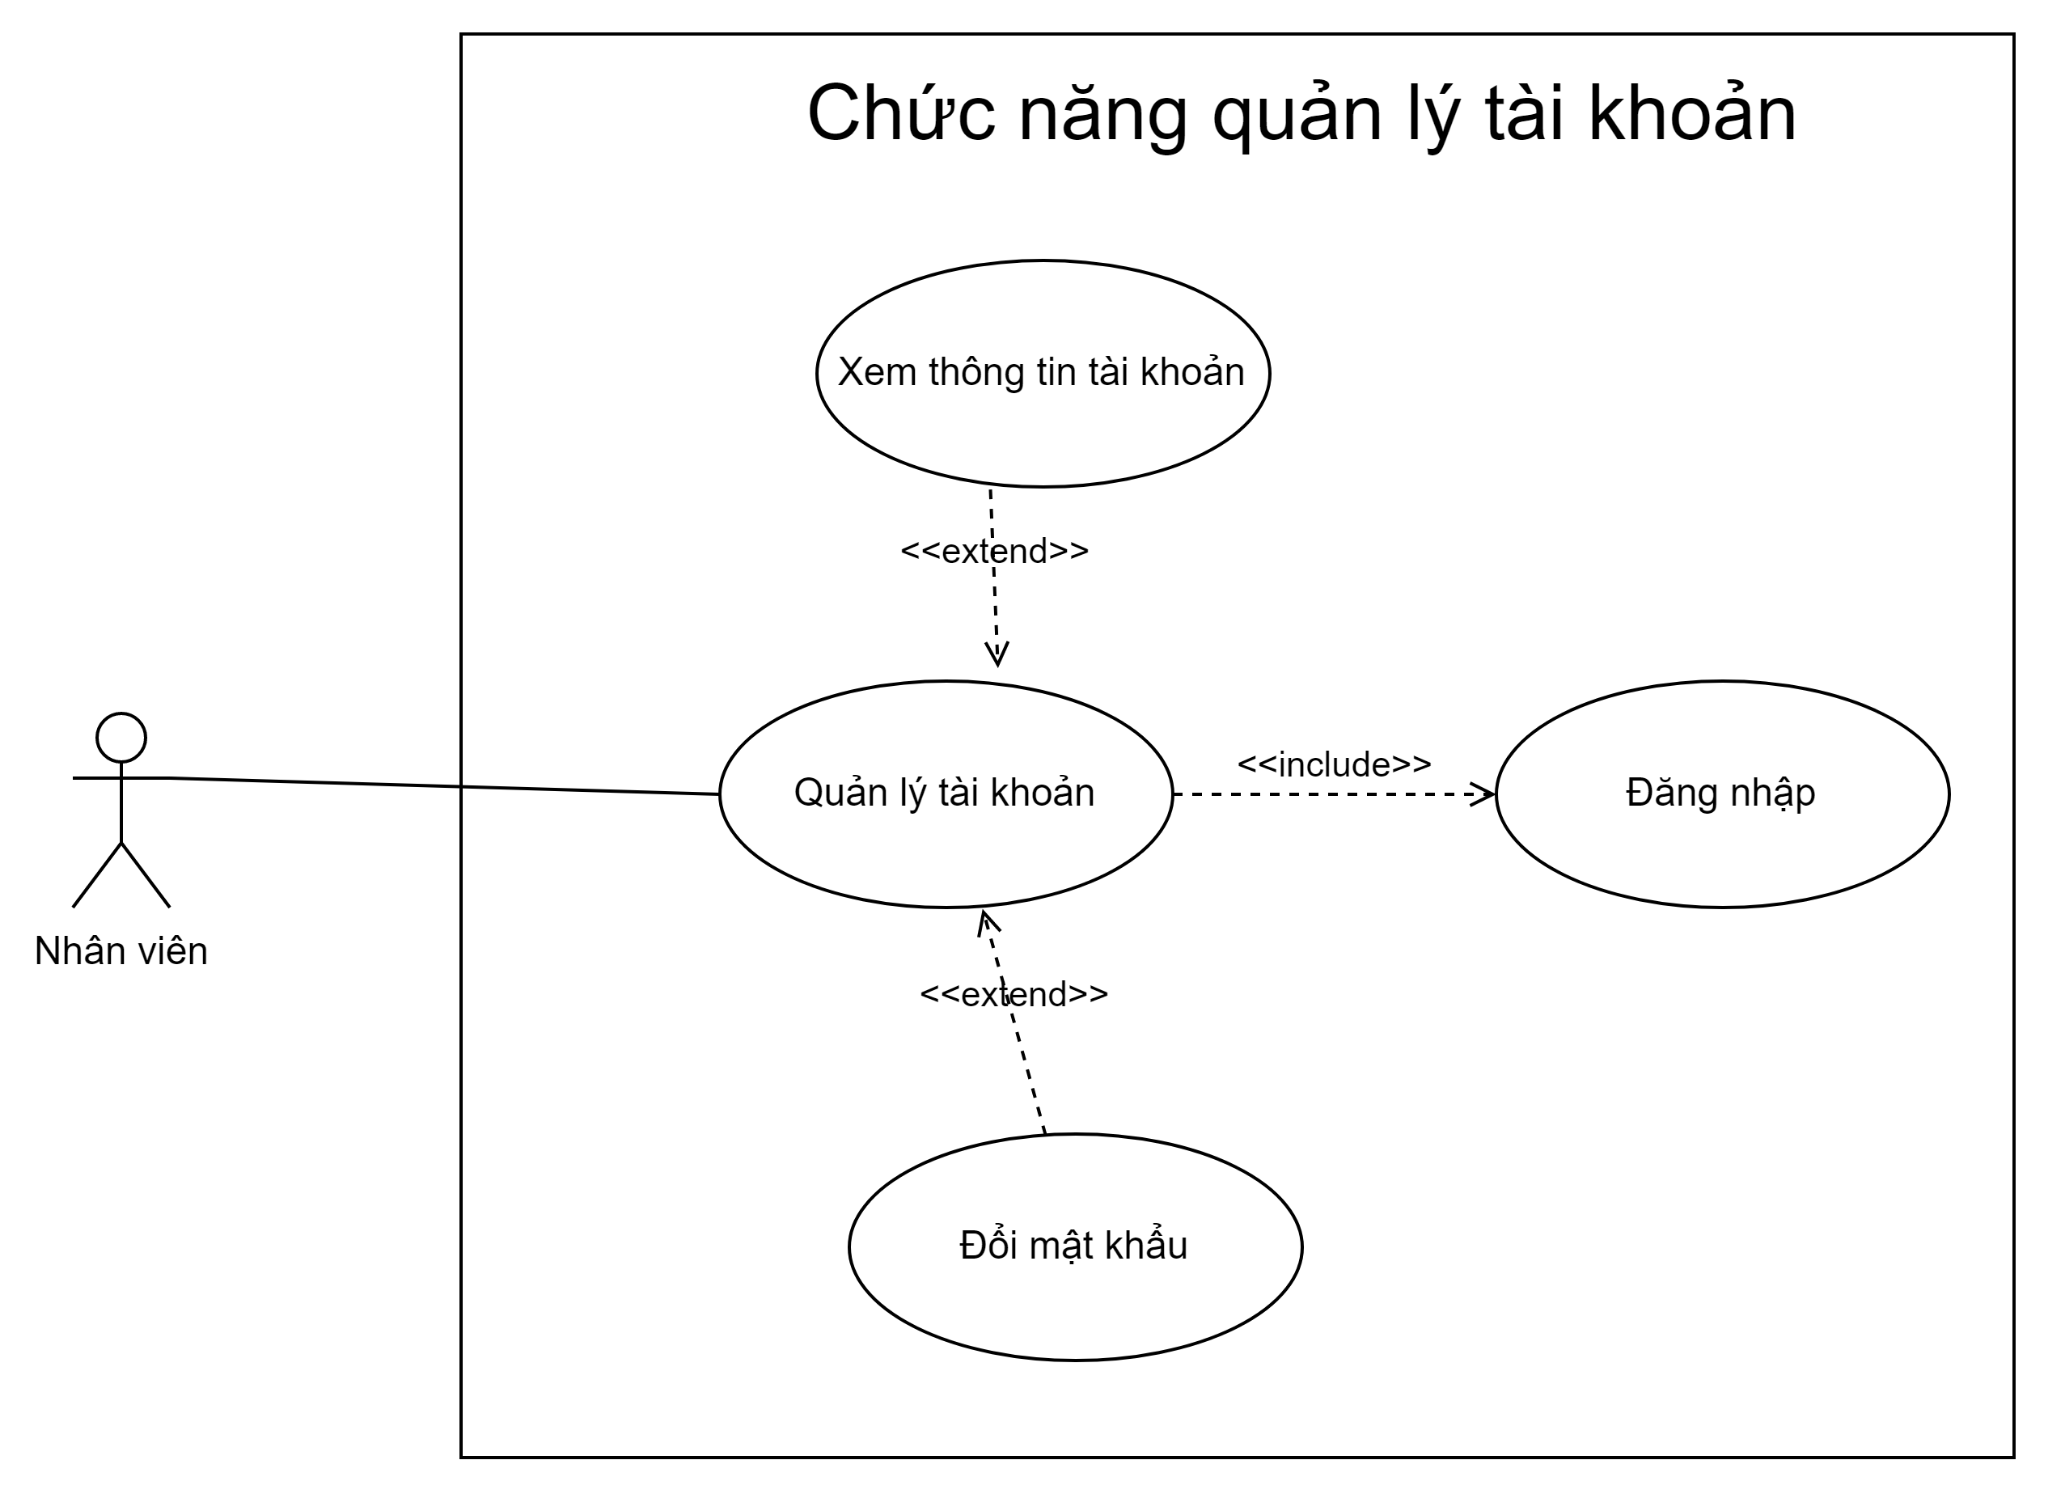 Chức năng quản lý tài khoản
Xem thông tin tài khoản
<<extend>>
Quản lý tài khoản
<<include>>
Đăng nhập
Nhân viên
<<extend>>
Đổi mật khẩu